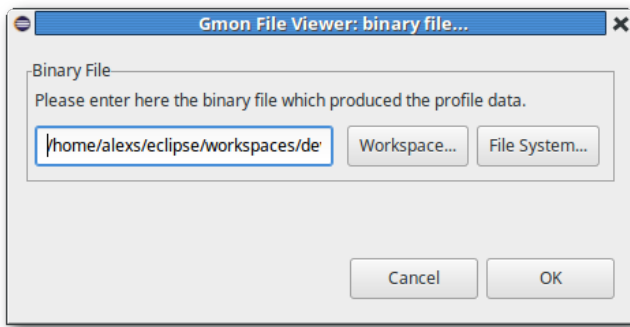 Gmon File Viewer: binary file...
Binary File
Please enter here the binary file which produced the profile data.
/home/alexs/eclipse/workspaces/de Workspace... File System...
Cancel OK